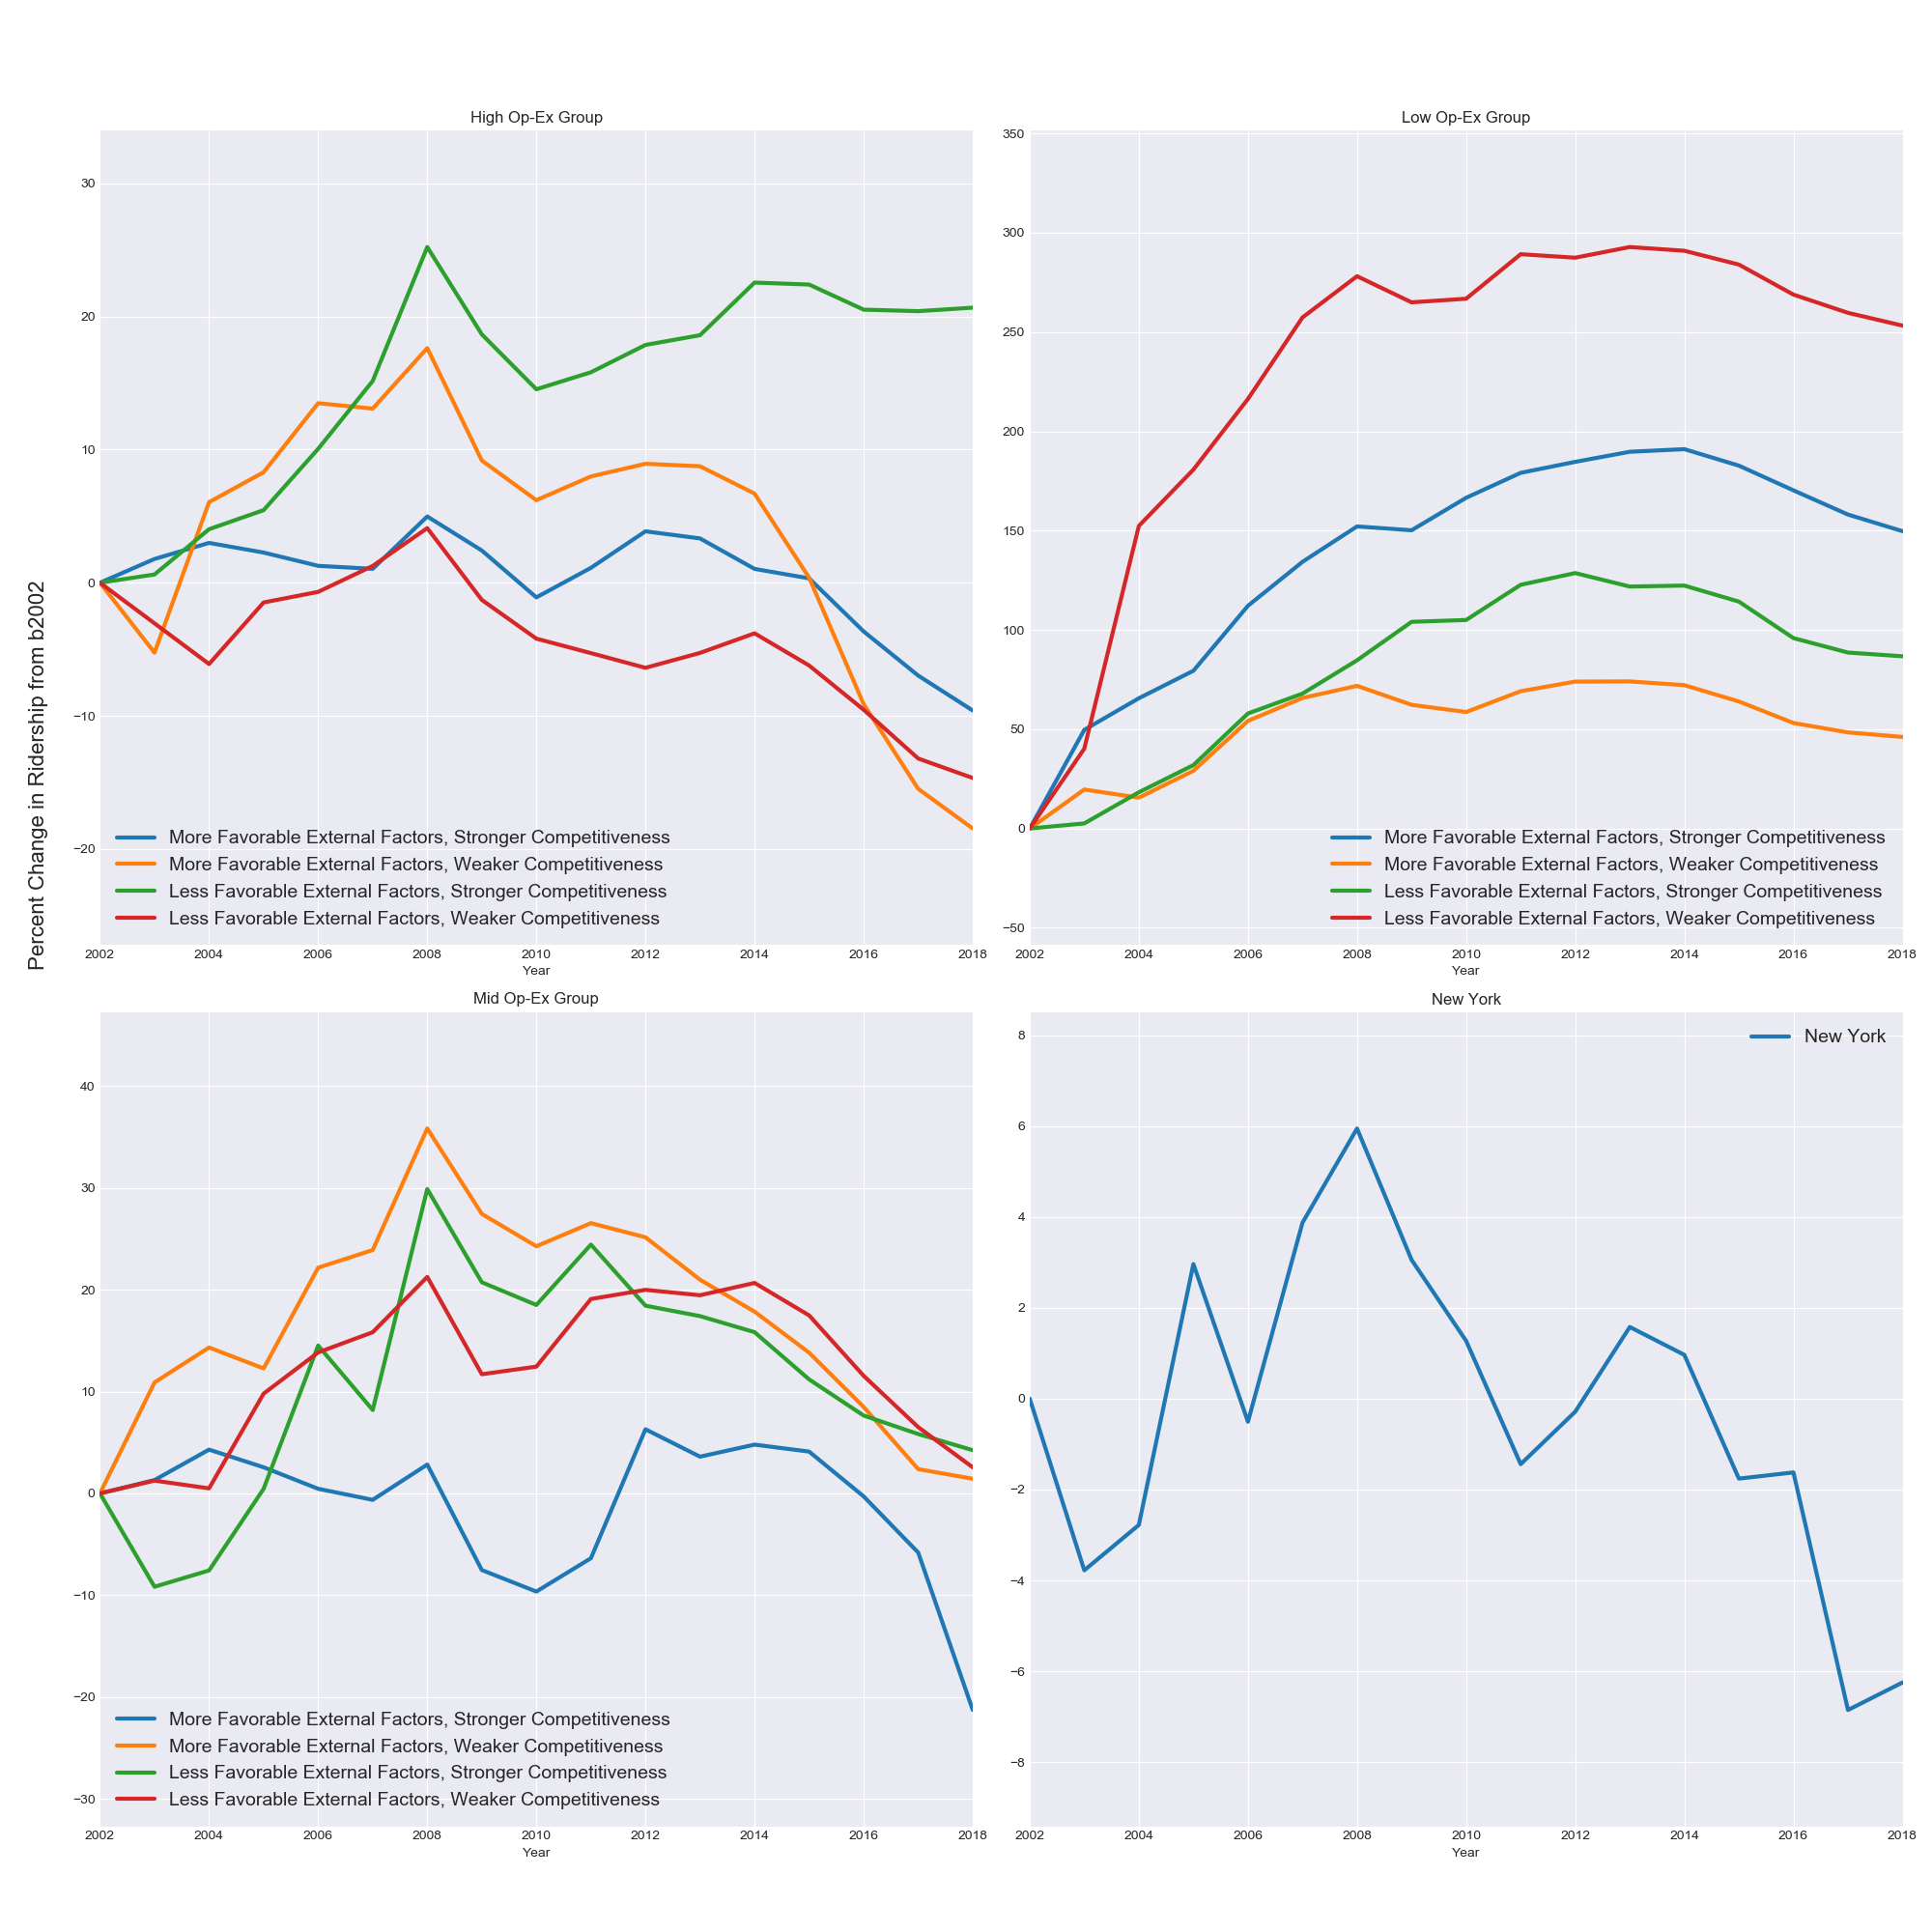 Percent Change in Ridership from b2002
High Op-Ex Group
30
20
10
0
−10
−20
More Favorable External Factors, Stronger Competitiveness
More Favorable External Factors, Weaker Competitiveness
Less Favorable External Factors, Stronger Competitiveness
Less Favorable External Factors, Weaker Competitiveness
2002 2004 2006 2008 2010 2012 2014 2016 2018
Year
Low Op-Ex Group
350
300
250
200
150
100
50
0
−50
More Favorable External Factors, Stronger Competitiveness
More Favorable External Factors, Weaker Competitiveness
Less Favorable External Factors, Stronger Competitiveness
Less Favorable External Factors, Weaker Competitiveness
2002 2004 2006 2008 2010 2012 2014 2016 2018
Year
Mid Op-Ex Group
40
30
20
10
0
−10
−20
−30
More Favorable External Factors, Stronger Competitiveness
More Favorable External Factors, Weaker Competitiveness
Less Favorable External Factors, Stronger Competitiveness
Less Favorable External Factors, Weaker Competitiveness
2002 2004 2006 2008 2010 2012 2014 2016 2018
Year
New York
New York
8
6
4
2
0
−2
−4
−6
−8
2002 2004 2006 2008 2010 2012 2014 2016 2018
Year